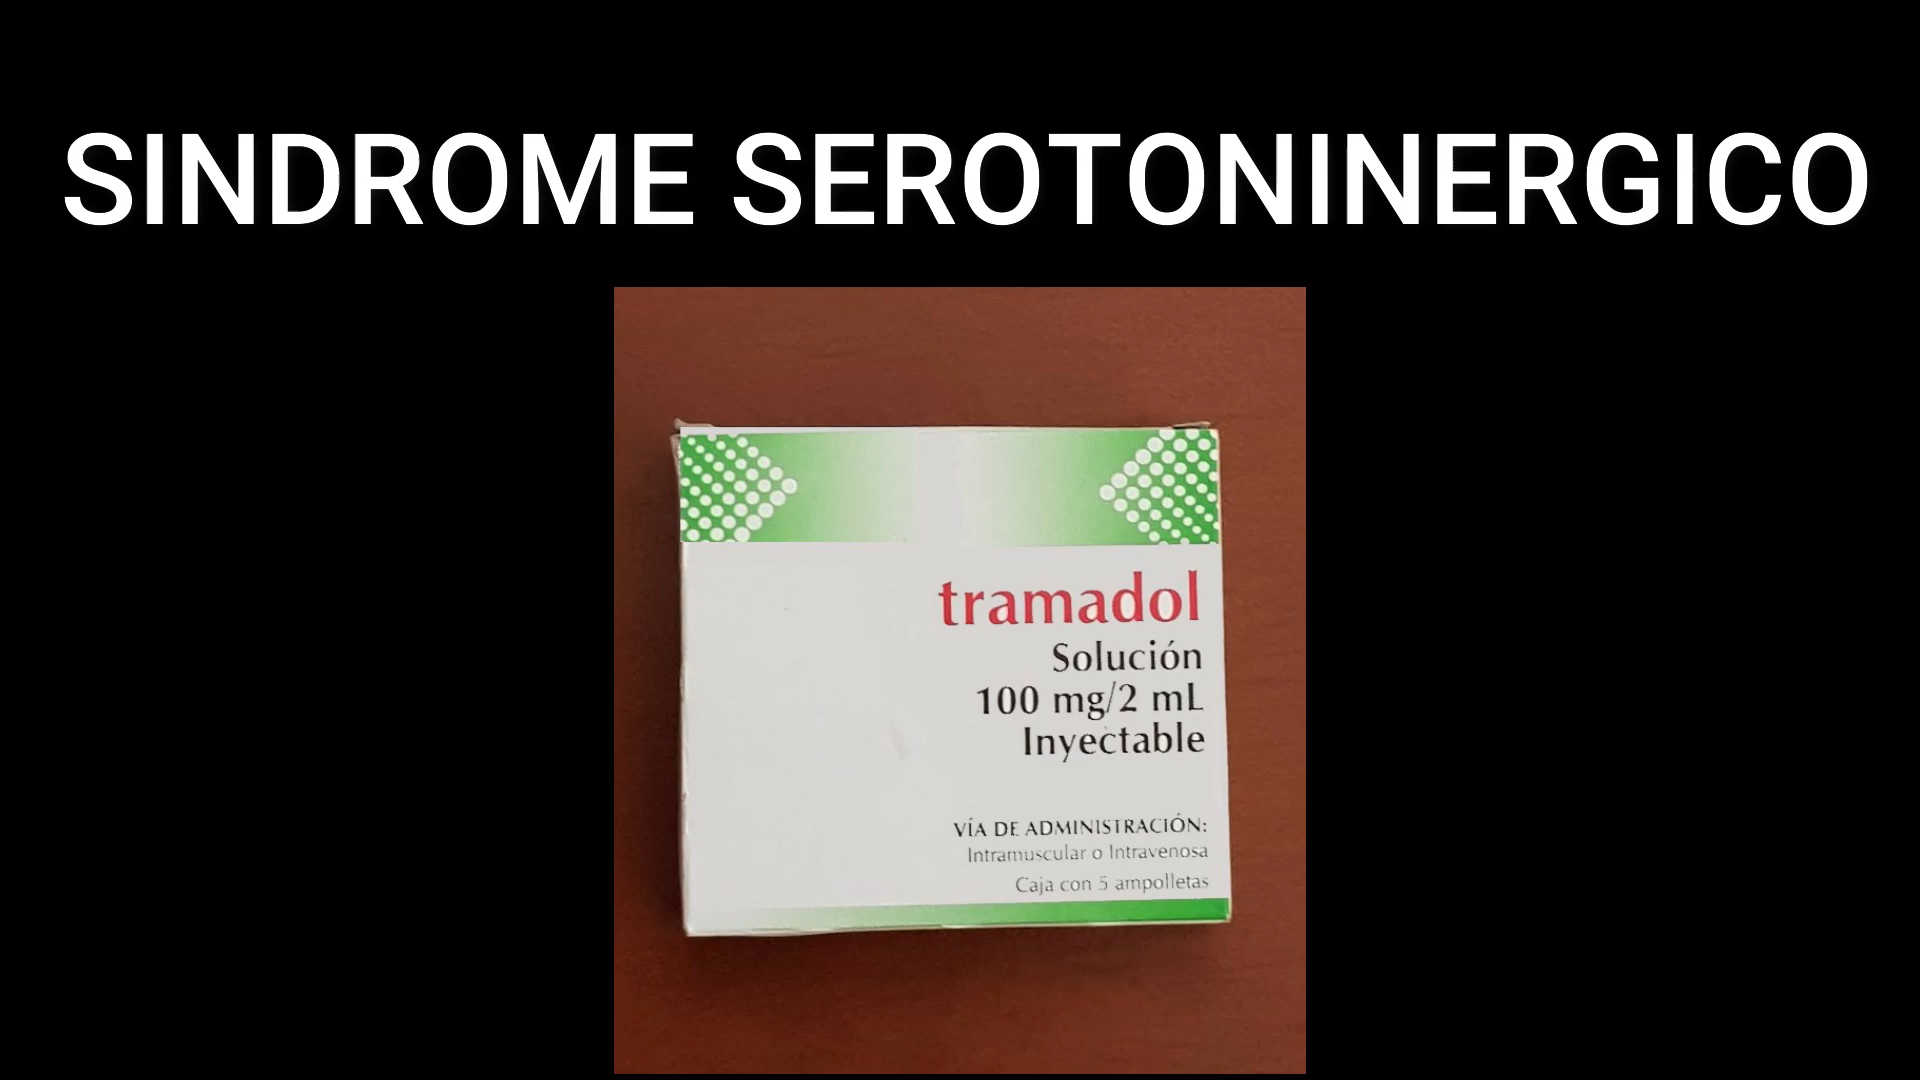 SINDROME SEROTONINERGICO
tramadol
Solución
100 mg/2 mL
Inyectable
VÍA DE ADMINISTRACIÓN:
Intramuscular o Intravenosa
Caja con 5 ampolletas